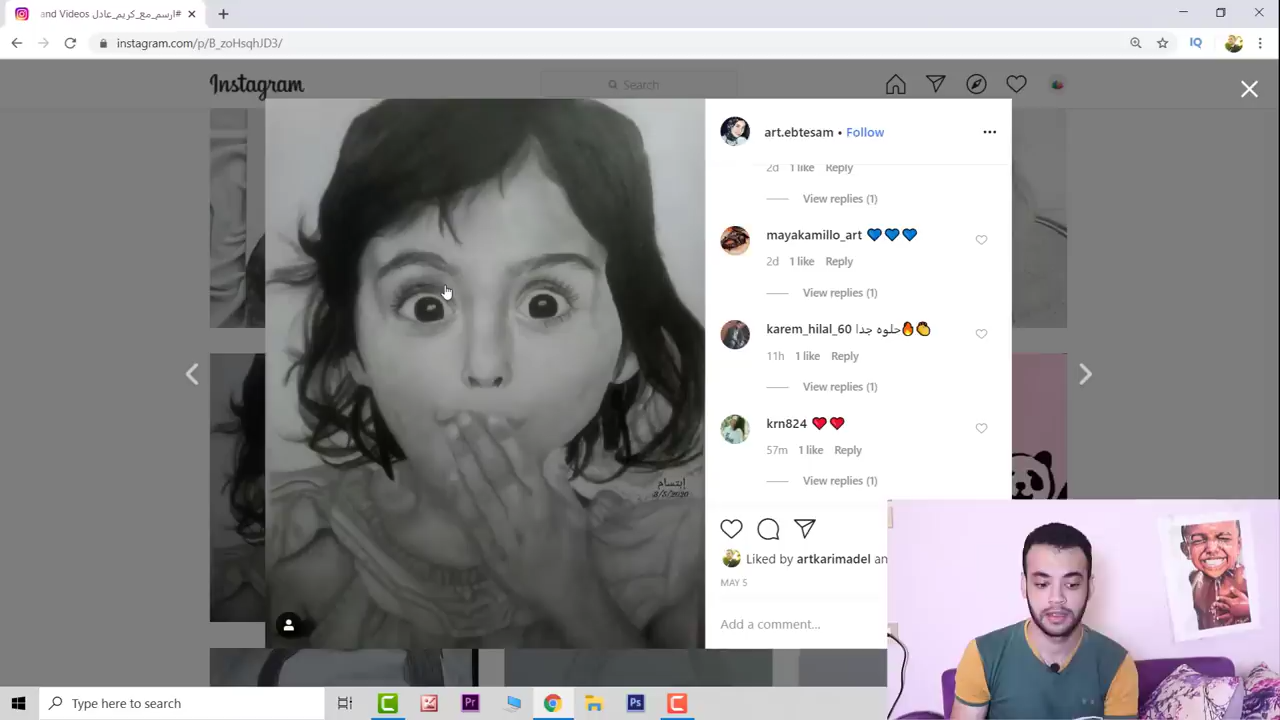 #ارسم_مع_كريم_عادل and Videos
instagram.com/p/B_zoHsqhJD3/
IQ
Instagram
Search
art.ebtesam • Follow
2d 1 like Reply
View replies (1)
mayakamillo_art 💙💙💙
2d 1 like Reply
View replies (1)
karem_hilal_60 حلوه جدا🔥👏
11h 1 like Reply
View replies (1)
krn824 ❤️❤️
57m 1 like Reply
View replies (1)
إبتسام
Liked by artkarimadel an
MAY 5
Add a comment...
Type here to search
Pr
Ps